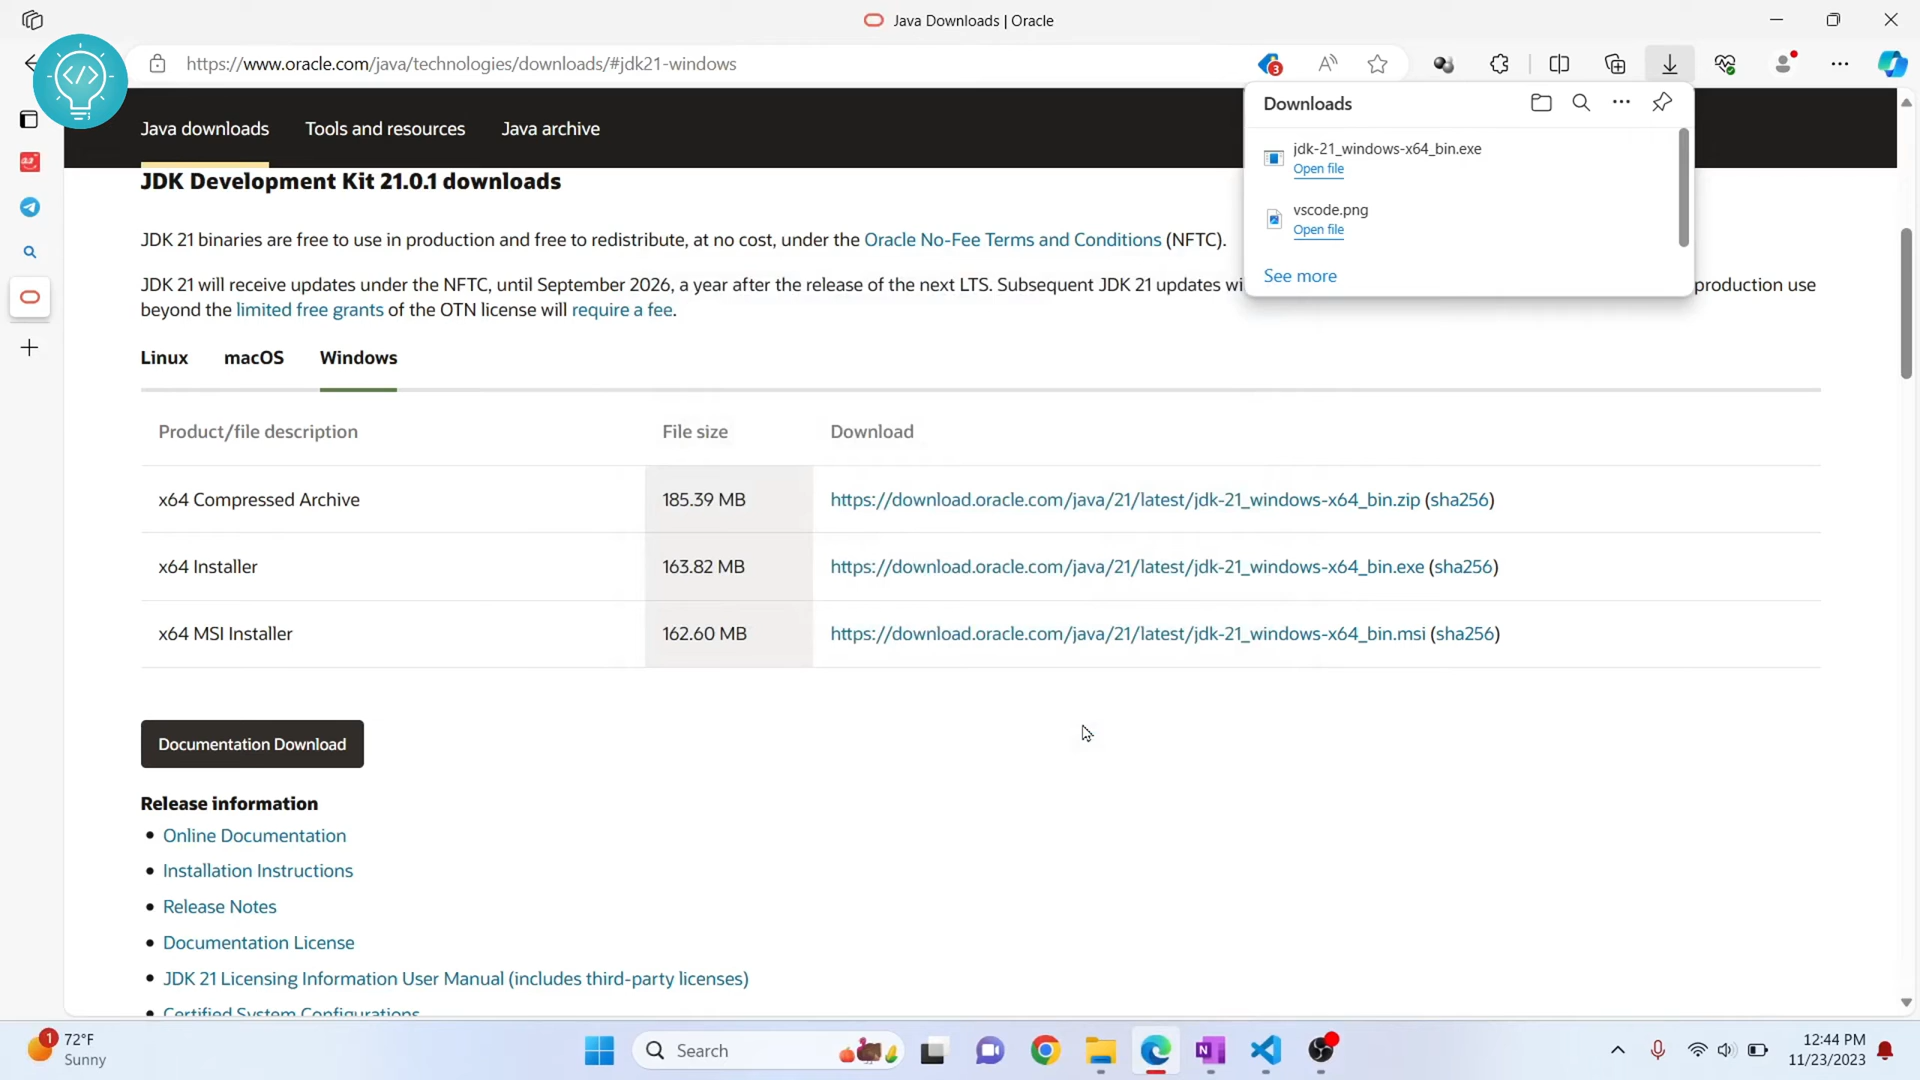 Java Downloads | Oracle
https://www.oracle.com/java/technologies/downloads/#jdk21-windows
3
</>
Downloads
jdk-21_windows-x64_bin.exe
Open file
vscode.png
Open file
See more
Java downloads
Tools and resources
Java archive
JDK Development Kit 21.0.1 downloads
JDK 21 binaries are free to use in production and free to redistribute, at no cost, under the Oracle No-Fee Terms and Conditions (NFTC).
JDK 21 will receive updates under the NFTC, until September 2026, a year after the release of the next LTS. Subsequent JDK 21 updates wi production use
beyond the limited free grants of the OTN license will require a fee.
Linux macOS Windows
Product/file description File size Download
x64 Compressed Archive 185.39 MB https://download.oracle.com/java/21/latest/jdk-21_windows-x64_bin.zip (sha256)
x64 Installer 163.82 MB https://download.oracle.com/java/21/latest/jdk-21_windows-x64_bin.exe (sha256)
x64 MSI Installer 162.60 MB https://download.oracle.com/java/21/latest/jdk-21_windows-x64_bin.msi (sha256)
Documentation Download
Release information
Online Documentation
Installation Instructions
Release Notes
Documentation License
JDK 21 Licensing Information User Manual (includes third-party licenses)
Certified System Configurations
1
72°F
Sunny
Search
12:44 PM
11/23/2023